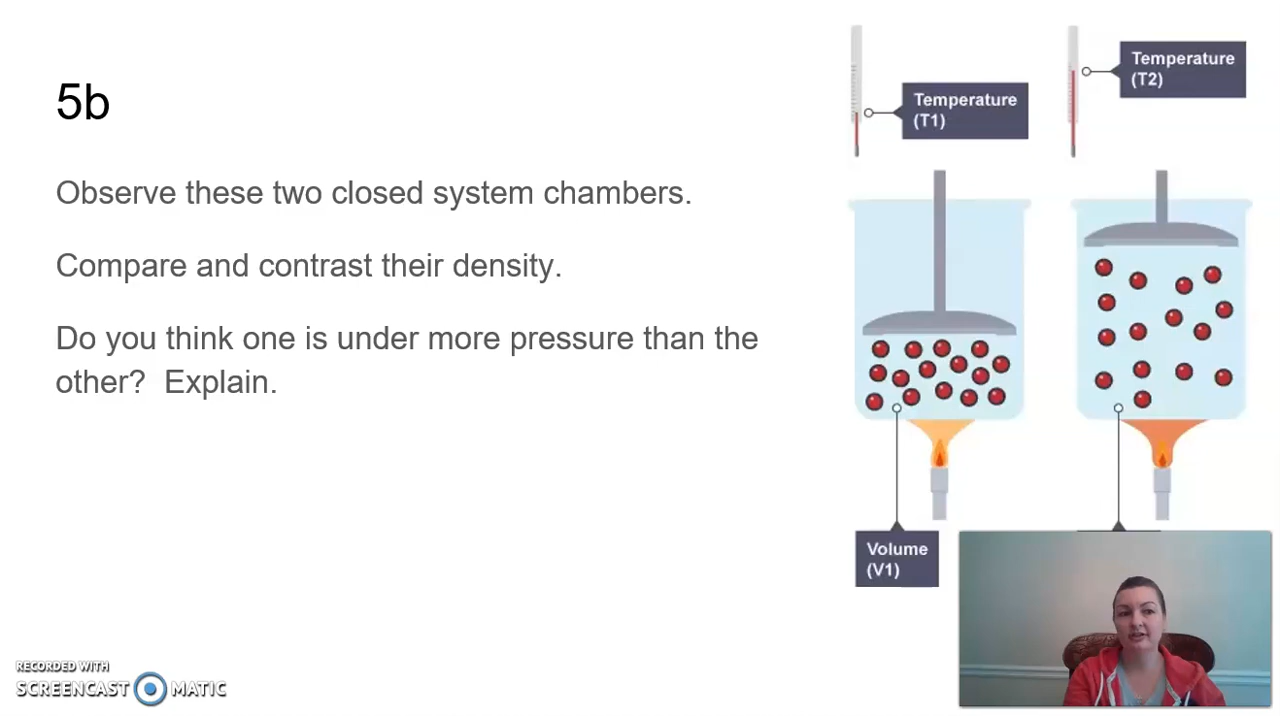 5b
Observe these two closed system chambers.
Compare and contrast their density.
Do you think one is under more pressure than the
other?  Explain.
Temperature
(T1)
Temperature
(T2)
Volume
(V1)
RECORDED WITH
SCREENCAST MATIC